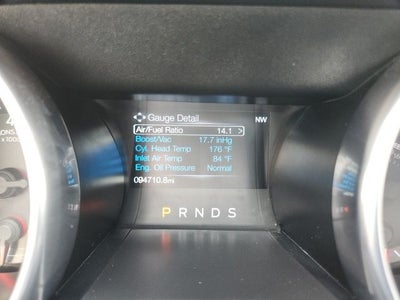 Gauge Detail NW
Air/Fuel Ratio 14.1 >
Boost/Vac 17.7 inHg
Cyl. Head Temp 176 °F
Inlet Air Temp 84 °F
Eng. Oil Pressure Normal
094710.8mi
P R N D S